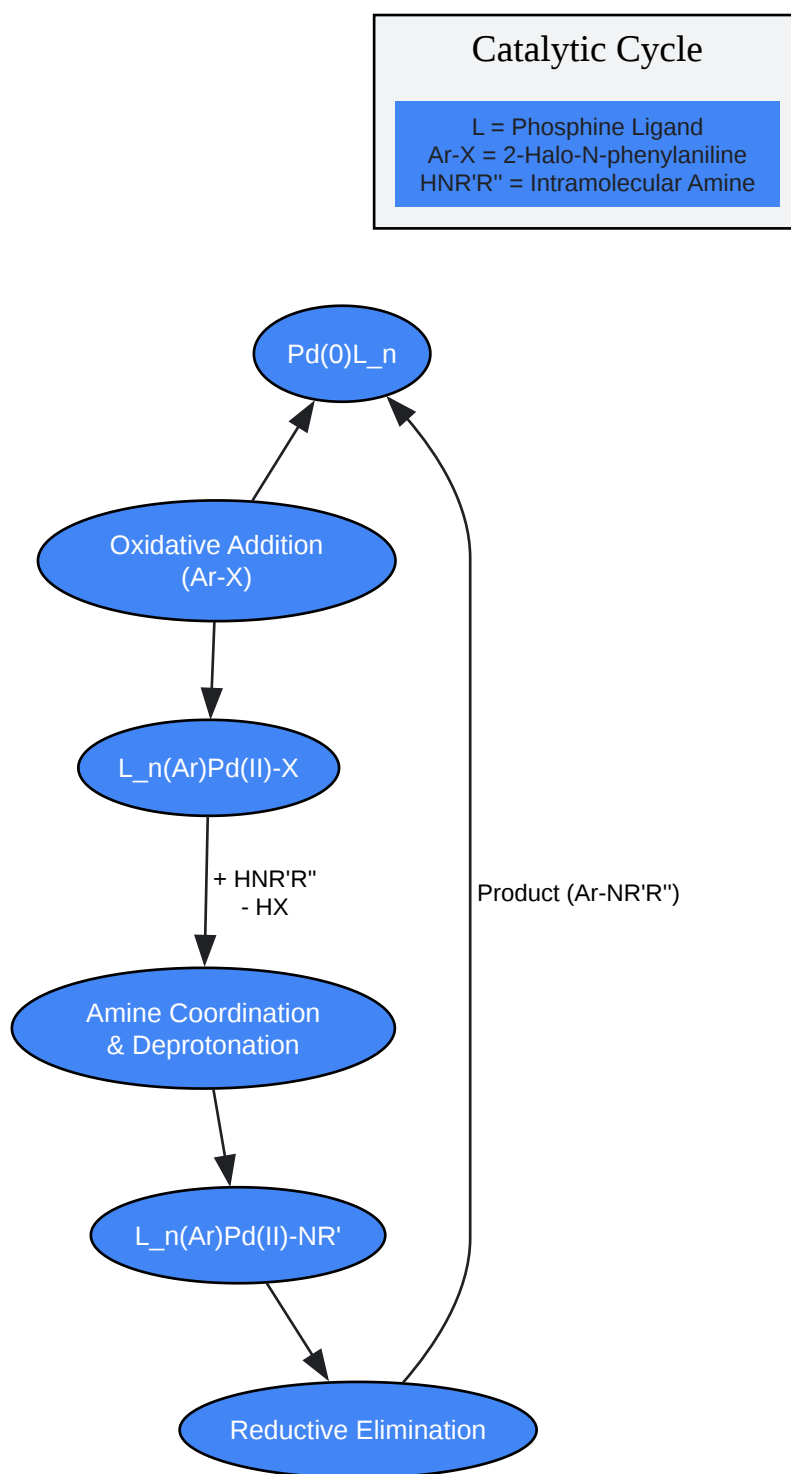 Catalytic Cycle
L = Phosphine Ligand
Ar-X = 2-Halo-N-phenylaniline
HNR'R" = Intramolecular Amine
Pd(0)L_n
Oxidative Addition
(Ar-X)
L_n(Ar)Pd(II)-X
+ HNR'R"
- HX
Product (Ar-NR'R")
Amine Coordination
& Deprotonation
L_n(Ar)Pd(II)-NR'
Reductive Elimination